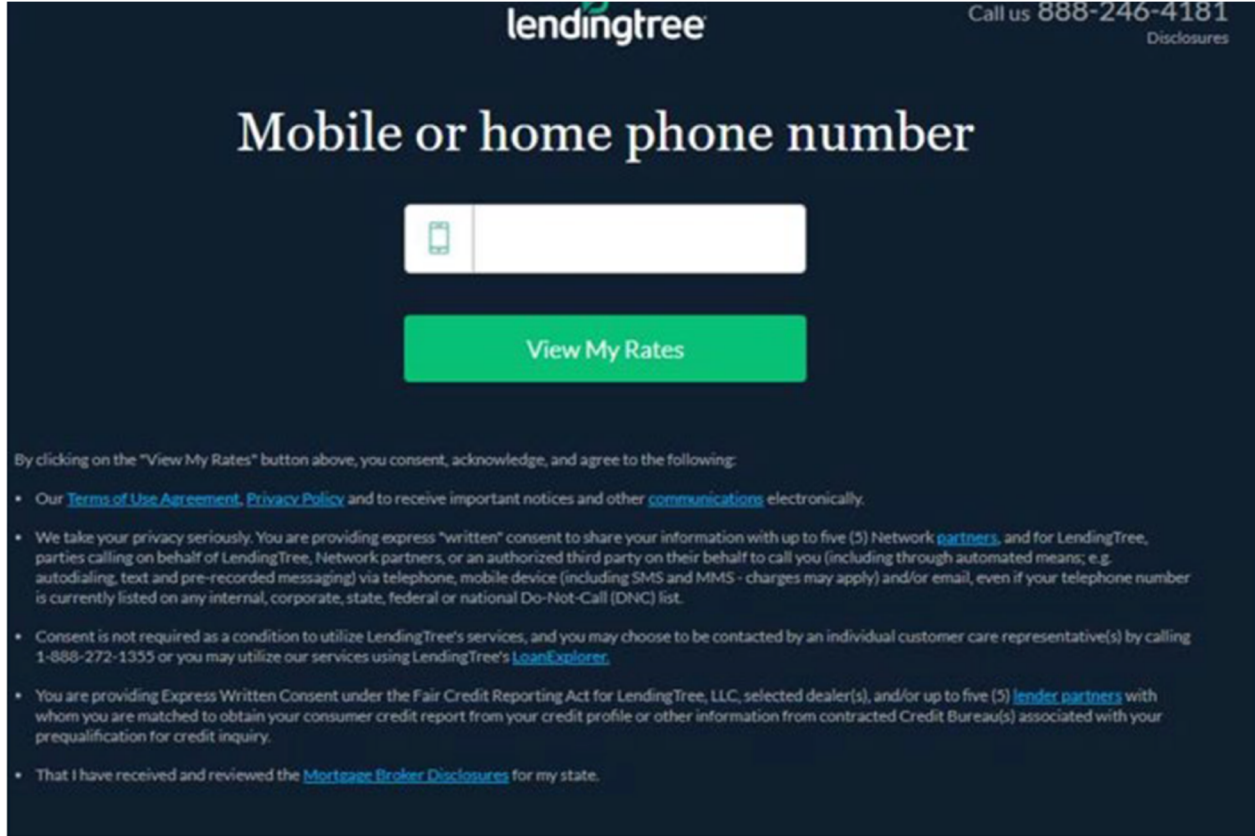 lendingtree
Call us 888-246-4181
Disclosures
Mobile or home phone number
View My Rates
By clicking on the "View My Rates" button above, you consent, acknowledge, and agree to the following:
• Our Terms of Use Agreement, Privacy Policy and to receive important notices and other communications electronically.
• We take your privacy seriously. You are providing express "written" consent to share your information with up to five (5) Network partners, and for LendingTree,
parties calling on behalf of LendingTree, Network partners, or an authorized third party on their behalf to call you (including through automated means; e.g.
autodialing, text and pre-recorded messaging) via telephone, mobile device (including SMS and MMS - charges may apply) and/or email, even if your telephone number
is currently listed on any internal, corporate, state, federal or national Do-Not-Call (DNC) list.
• Consent is not required as a condition to utilize LendingTree's services, and you may choose to be contacted by an individual customer care representative(s) by calling
1-888-272-1355 or you may utilize our services using LendingTree's LoanExplorer.
• You are providing Express Written Consent under the Fair Credit Reporting Act for LendingTree, LLC, selected dealer(s), and/or up to five (5) lender partners with
whom you are matched to obtain your consumer credit report from your credit profile or other information from contracted Credit Bureau(s) associated with your
prequalification for credit inquiry.
• That I have received and reviewed the Mortgage Broker Disclosures for my state.